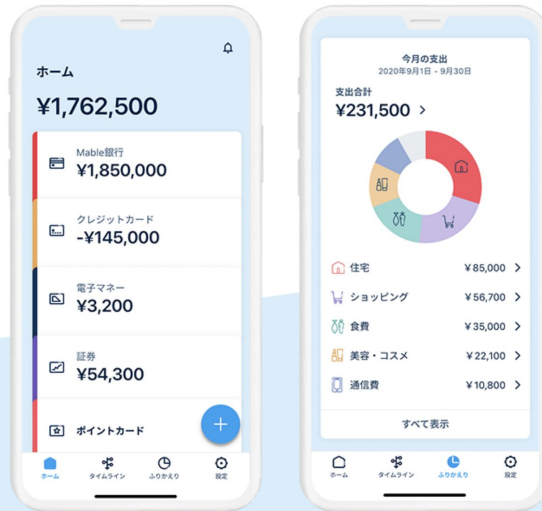 ホーム
¥1,762,500
Mable銀行
¥1,850,000
クレジットカード
-¥145,000
電子マネー
¥3,200
証券
¥54,300
ポイントカード
ホーム
タイムライン
ふりかえり
設定
今月の支出
2020年9月1日 - 9月30日
支出合計
¥231,500 >
住宅 ¥85,000 >
ショッピング ¥56,700 >
食費 ¥35,000 >
美容・コスメ ¥22,100 >
通信費 ¥10,800 >
すべて表示
ホーム
タイムライン
ふりかえり
設定